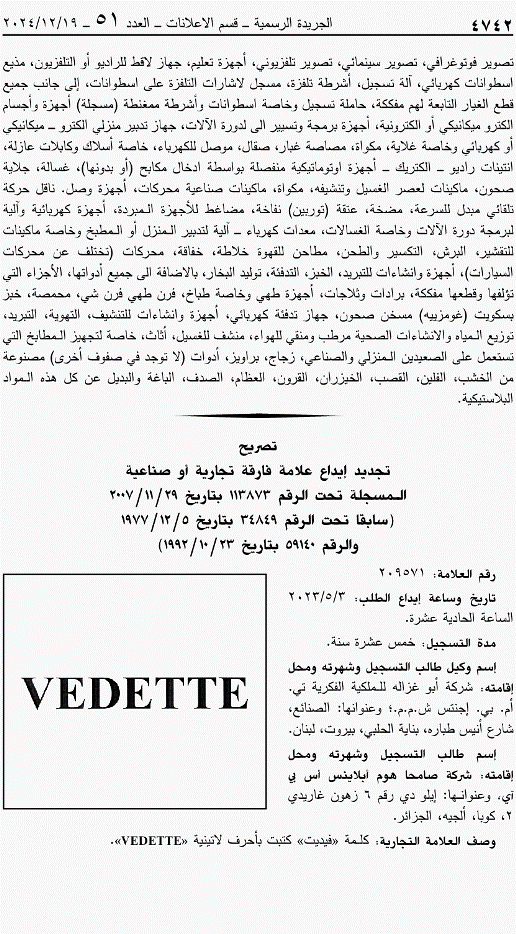 ٤٧٤٢
الجريدة الرسمية – قسم الاعلانات – العدد ٥١ – ٢٠٢٤/١٢/١٩
تصوير فوتوغرافي، تصوير سينمائي، تصوير تلفزيوني، أجهزة تعليم، جهاز لاقط للراديو أو التلفزيون، مذيع
اسطوانات كهربائي، آلة تسجيل، أشرطة تلفزة، مسجل لاشارات التلفزة على اسطوانات، إلى جانب جميع
قطع الغيار التابعة لهم مفككة، حاملة تسجيل وخاصة اسطوانات وأشرطة ممغنطة (مسجلة) أجهزة وأجسام
الكترو ميكانيكي أو الكترونية، أجهزة برمجة وتسيير الى لدورة الآلات، جهاز تدبير منزلي الكترو – ميكانيكي
أو كهربائي وخاصة غلاية، مكواة، مصاصة غبار، صقال، موصل للكهرباء، خاصة أسلاك وكابلات عازلة،
انتينات راديو – الكتريك – أجهزة اوتوماتيكية منفصلة بواسطة ادخال مكابح (أو بدونها)، غسالة، جلاية
صحون، ماكينات لعصر الغسيل وتنشيفه، مكواة، ماكينات صناعية محركات، أجهزة وصل. ناقل حركة
تلقائي مبدل للسرعة، مضخة، عنقة (توربين) نفاخة، مضاغط للأجهزة المبردة، أجهزة كهربائية وآلية
لبرمجة دورة الآلات وخاصة الغسالات، معدات كهرباء – آلية لتدبير المنزل أو المطبخ وخاصة ماكينات
للتقشير، البرش، التكسير والطحن، مطاحن للقهوة خلاطة، خفاقة، محركات (تختلف عن محركات
السيارات)، أجهزة وانشاءات للتبريد، الخبز، التدفئة، توليد البخار، بالاضافة الى جميع أدواتها، الأجزاء التي
تؤلفها وقطعها مفككة، برادات وثلاجات، أجهزة طهي وخاصة طباخ، فرن طهي فرن شي، محمصة، خبز
بسكويت (غومزييه) مسخن صحون، جهاز تدفئة كهربائي، أجهزة وانشاءات للتنشيف، التهوية، التبريد،
توزيع المياه والانشاءات الصحية مرطب ومنقي للهواء، منشف للغسيل، أثاث، خاصة لتجهيز المطابخ التي
تستعمل على الصعيدين المنزلي والصناعي، زجاج، براويز، أدوات (لا توجد في صفوف أخرى) مصنوعة
من الخشب، الفلين، القصب، الخيزران، القرون، العظام، الصدف، الباغة والبديل عن كل هذه المواد
البلاستيكية.
تصريح
تجديد إيداع علامة فارقة تجارية أو صناعية
المسجلة تحت الرقم ١١٣٨٧٣ بتاريخ ٢٠٠٧/١١/٢٩
(سابقا تحت الرقم ٣٤٨٤٩ بتاريخ ١٩٧٧/١٢/٥
والرقم ٥٩١٤٠ بتاريخ ١٩٩٢/١٠/٢٣)
رقم العلامة: ٢٠٩٥٧١
تاريخ وساعة إيداع الطلب: ٢٠٢٣/٥/٣
الساعة الحادية عشرة.
مدة التسجيل: خمس عشرة سنة.
إسم وكيل طالب التسجيل وشهرته ومحل
إقامته: شركة أبو غزاله للملكية الفكرية تي.
أم. بي. إجنتس ش.م.م.؛ وعنوانها: الصنائع،
شارع أنيس طباره، بناية الحلبي، بيروت، لبنان.
إسم طالب التسجيل وشهرته ومحل
إقامته: شركة صامحا هوم أبلاينس أس بي
آي، وعنوانها: إيلو دي رقم ٦ زهون غاريدي
٢، كوبا، ألجيه، الجزائر.
VEDETTE
وصف العلامة التجارية: كلمة «فيديت» كتبت بأحرف لاتينية «VEDETTE».